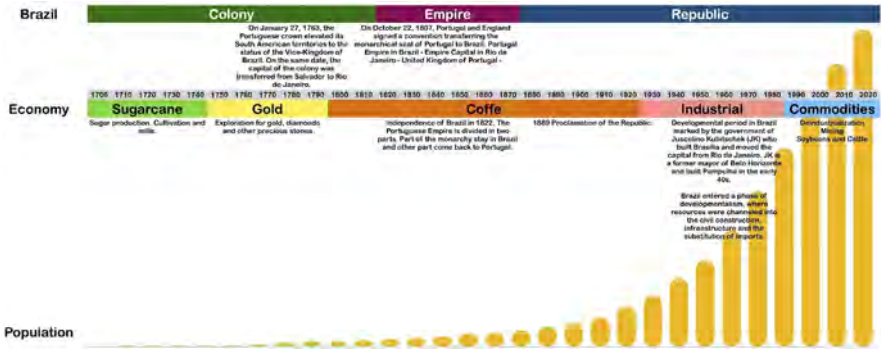 Brazil
Colony
Empire
Republic
On January 27, 1763, the
Portuguese crown elevated its
South American territories to the
status of the Vice-Kingdom of
Brazil. On the same date, the
capital of the colony was
transferred from Salvador to Rio
de Janeiro.
On October 22, 1807, Portugal and England
signed a convention transferring the
monarchical seat of Portugal to Brazil. Portugal
Empire in Brazil - Empire Capital in Rio de
Janeiro - United Kingdom of Portugal -
1700 1710 1720 1730 1740 1750 1760 1770 1780 1790 1800 1810 1820 1830 1840 1850 1860 1870 1880 1890 1900 1910 1920 1930 1940 1950 1960 1970 1980 1990 2000 2010 2020
Economy
Sugarcane
Gold
Coffe
Industrial
Commodities
Sugar production. Cultivation and
mills.
Exploration for gold, diamonds
and other precious stones.
Independence of Brazil in 1822. The
Portuguese Empire is divided in two
parts. Part of the monarchy stay in Brazil
and other part come back to Portugal.
1889 Proclamation of the Republic.
Developmental period in Brazil
marked by the government of
Juscelino Kubitschek (JK) who
built Brasilia and moved the
capital from Rio de Janeiro. JK is
a former mayor of Belo Horizonte
and built Pampulha in the early
40s.
Brazil entered a phase of
developmentalism, where
resources were channeled into
the civil construction,
infrastructure and the
substitution of imports.
Deindustrialization
Mining
Soybeans and Cattle
Population